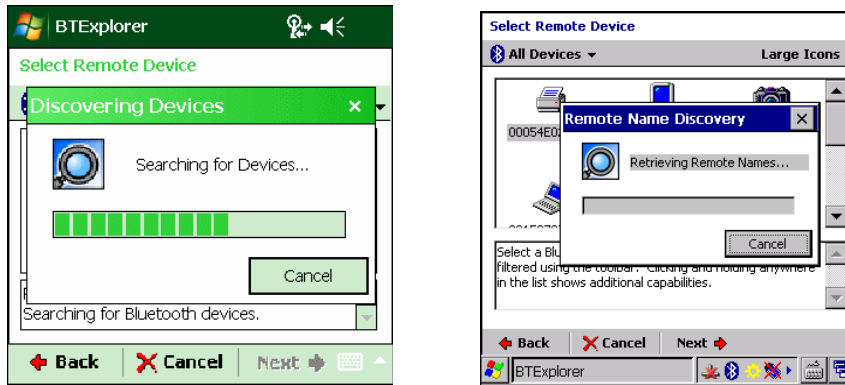 BTExplorer
Select Remote Device
Discovering Devices
Searching for Devices...
Cancel
Searching for Bluetooth devices.
Back Cancel Next
Select Remote Device
All Devices Large Icons
00054E0
Remote Name Discovery
Retrieving Remote Names...
Cancel
Select a Blu
filtered using the toolbar. Clicking and holding anywhere
in the list shows additional capabilities.
Back Cancel Next
BTExplorer